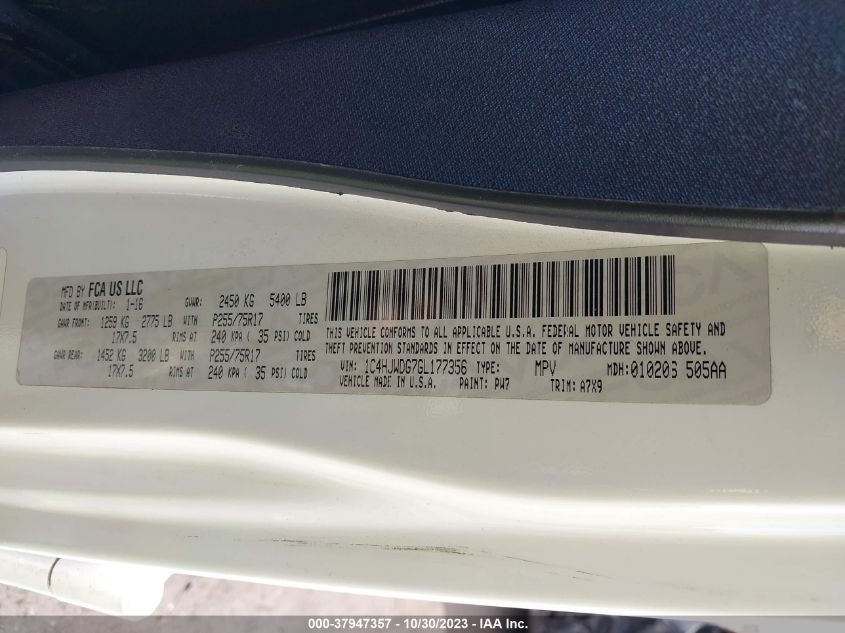 MFD BY FCA US LLC
DATE OF MFR(BUILT): 1-16 GVWR: 2450 KG 5400 LB
GAWR FRONT: 1259 KG 2775 LB WITH P255/75R17 TIRES
17X7.5 RIMS AT 240 KPA ( 35 PSI) COLD
GAWR REAR: 1452 KG 3200 LB WITH P255/75R17 TIRES
17X7.5 RIMS AT 240 KPA ( 35 PSI) COLD
THIS VEHICLE CONFORMS TO ALL APPLICABLE U.S.A. FEDERAL MOTOR VEHICLE SAFETY AND
THEFT PREVENTION STANDARDS IN EFFECT ON THE DATE OF MANUFACTURE SHOWN ABOVE.
VIN: 1C4HJWDG7GL177356 TYPE: MPV MDH:010206 505AA
VEHICLE MADE IN U.S.A. PAINT: PW7 TRIM: A7X9
000-37947357 - 10/30/2023 - IAA Inc.